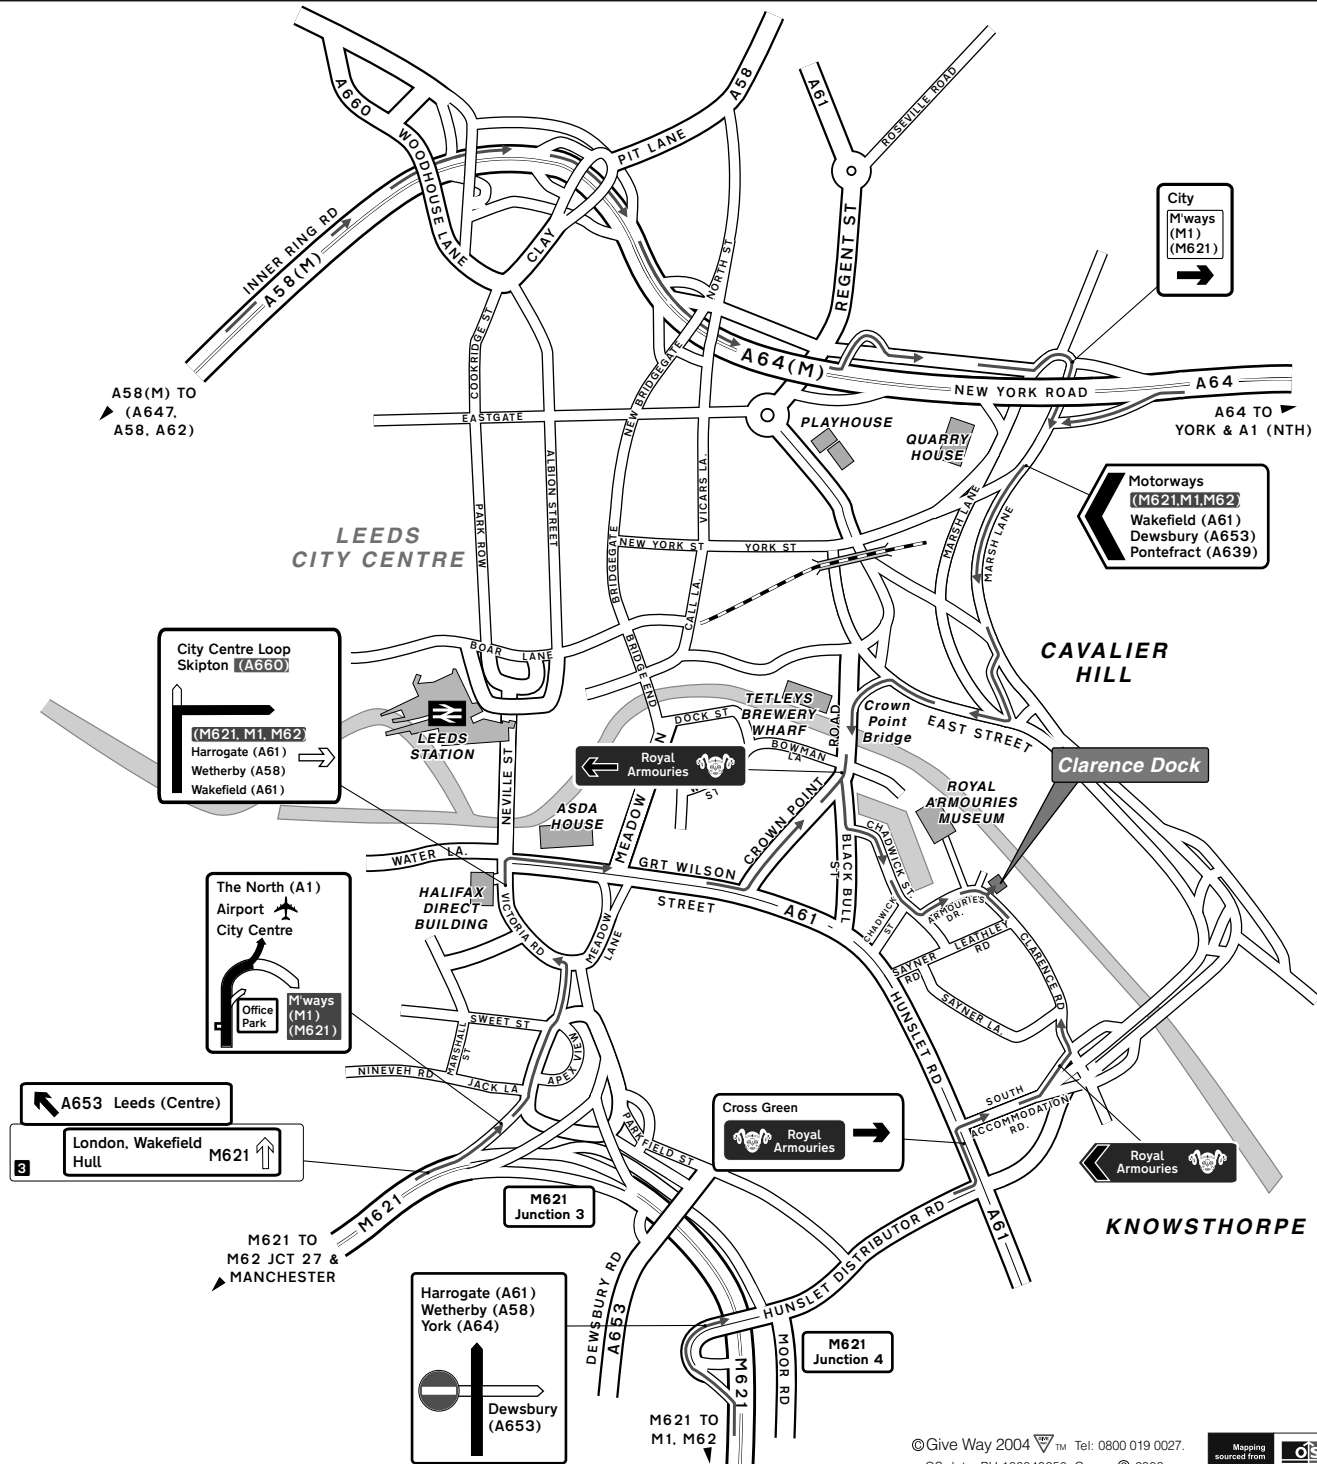 A660
WOODHOUSE LANE
A58
PIT LANE
CLAY
A61
ROSEVILLE ROAD
REGENT ST
NORTH ST
INNER RING RD
A58(M)
City
M'ways
(M1)
(M621)
A58(M) TO
(A647,
A58, A62)
COOKRIDGE ST
NEW BRIDGEGATE
A64(M)
NEW YORK ROAD
A64
A64 TO
YORK & A1 (NTH)
EASTGATE
PLAYHOUSE
QUARRY
HOUSE
ALBION STREET
VICARS LA.
PARK ROW
MARSH LANE
MARSH LANE
Motorways
(M621,M1,M62)
Wakefield (A61)
Dewsbury (A653)
Pontefract (A639)
LEEDS
CITY CENTRE
BRIDGEGATE
NEW YORK ST
YORK ST
CALL LA.
BOAR LANE
BRIDGE END
CAVALIER
HILL
City Centre Loop
Skipton (A660)
(M621, M1, M62)
Harrogate (A61)
Wetherby (A58)
Wakefield (A61)
LEEDS
STATION
NEVILLE ST
TETLEYS
BREWERY
WHARF
DOCK ST
BOWMAN
LA
ROAD
Crown
Point
Bridge
EAST STREET
Royal
Armouries
ST
Clarence Dock
ROYAL
ARMOURIES
MUSEUM
ASDA
HOUSE
MEADOW
N
CROWN POINT
WATER LA.
GRT WILSON
STREET
A61
BLACK BULL
ST
CHADWICK ST.
CHADWICK
ST
ARMOURIES
DR.
LEATHLEY
RD
SAYNER
RD
SAYNER LA.
CLARENCE RD
HALIFAX
DIRECT
BUILDING
VICTORIA RD
MEADOW
LANE
The North (A1)
Airport
City Centre
Office
Park
M'ways
(M1)
(M621)
SWEET ST
MARSHALL
ST
NINEVEH RD
JACK LA
APEX VIEW
HUNSLET RD
SOUTH
ACCOMMODATION
RD.
A653 Leeds (Centre)
London, Wakefield
Hull
M621
3
PARKFIELD ST
Cross Green
Royal
Armouries
Royal
Armouries
M621
M621
Junction 3
KNOWSTHORPE
M621 TO
M62 JCT 27 &
MANCHESTER
HUNSLET DISTRIBUTOR RD
A61
DEWSBURY RD
A653
Harrogate (A61)
Wetherby (A58)
York (A64)
Dewsbury
(A653)
M621
Junction 4
MOOR RD
M621
M621 TO
M1, M62
© Give Way 2004 GIVE WAY TM Tel: 0800 019 0027.
Mapping
sourced from